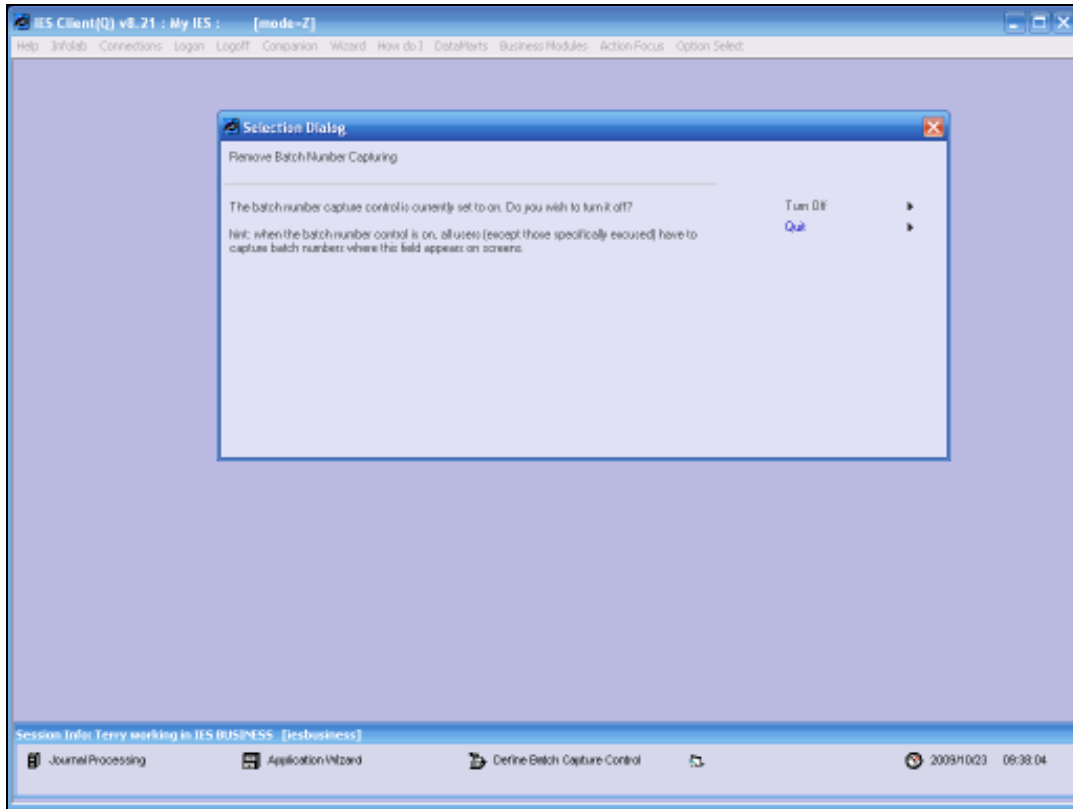 IES Client(Q) v8.21 : My IES : [mode=Z]
Help Infolab Connections Logon Logoff Companion Wizard How do I DataMarts Business Modules Action Focus Option Select
Selection Dialog
Remove Batch Number Capturing
The batch number capture control is currently set to on. Do you wish to turn it off?
Turn Off
Quit
hint: when the batch number control is on, all users (except those specifically excused) have to
capture batch numbers where this field appears on screens.
Session Info: Terry working in IES BUSINESS [iesbusiness]
Journal Processing Application Wizard Define Batch Capture Control 2009/10/23 09:38:04